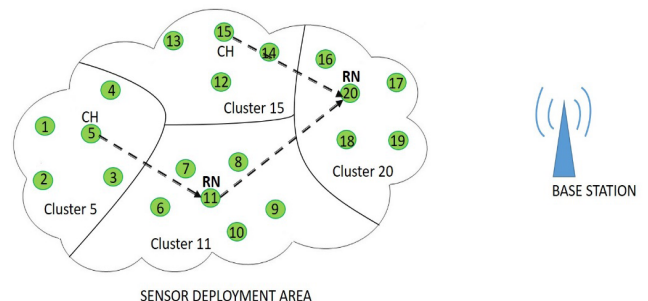 15
13
CH
14
16
RN
17
4
12
20
CH
Cluster 15
1
5
18
19
7
8
2
3
RN
Cluster 20
BASE STATION
Cluster 5
6
11
9
10
Cluster 11
SENSOR DEPLOYMENT AREA